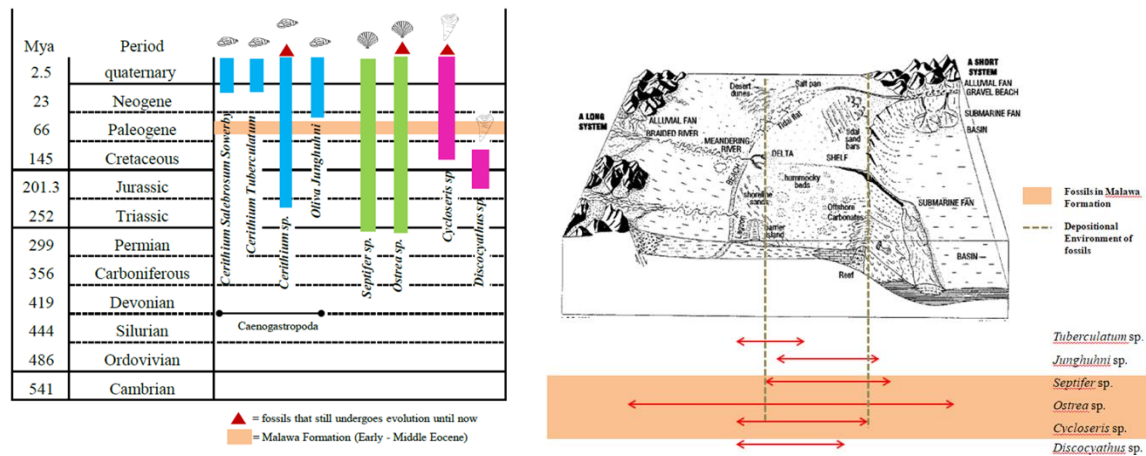 Mya Period
2.5 quaternary
23 Neogene
66 Paleogene
145 Cretaceous
201.3 Jurassic
252 Triassic
299 Permian
356 Carboniferous
419 Devonian
444 Silurian
486 Ordovivian
541 Cambrian
Cerithium Sulebrosum Sowerby
Cerithium Tuberculatum
Cerithium sp.
Oliva Junghuhni
Septifer sp.
Ostrea sp.
Cycloseris sp
Discocyathus sp.
Caenogastropoda
= fossils that still undergoes evolution until now
= Malawa Formation (Early - Middle Eocene)
A LONG
SYSTEM
ALLUVIAL FAN
BRAIDED RIVER
MEANDERING
RIVER
Desert
dunes
Salt pan
Tidal flat
tidal
sand
bars
A SHORT
SYSTEM
ALLUVIAL FAN
GRAVEL BEACH
SUBMARINE FAN
BASIN
DELTA
SHELF
BEACH
hummocky
beds
shoreline
sands
Offshore
Carbonates
barrier
island
Reef
SUBMARINE FAN
BASIN
Fossils in Malawa
Formation
Depositional
Environment of
fossils
Tuberculatum sp.
Junghuhni sp.
Septifer sp.
Ostrea sp.
Cycloseris sp.
Discocyathus sp.